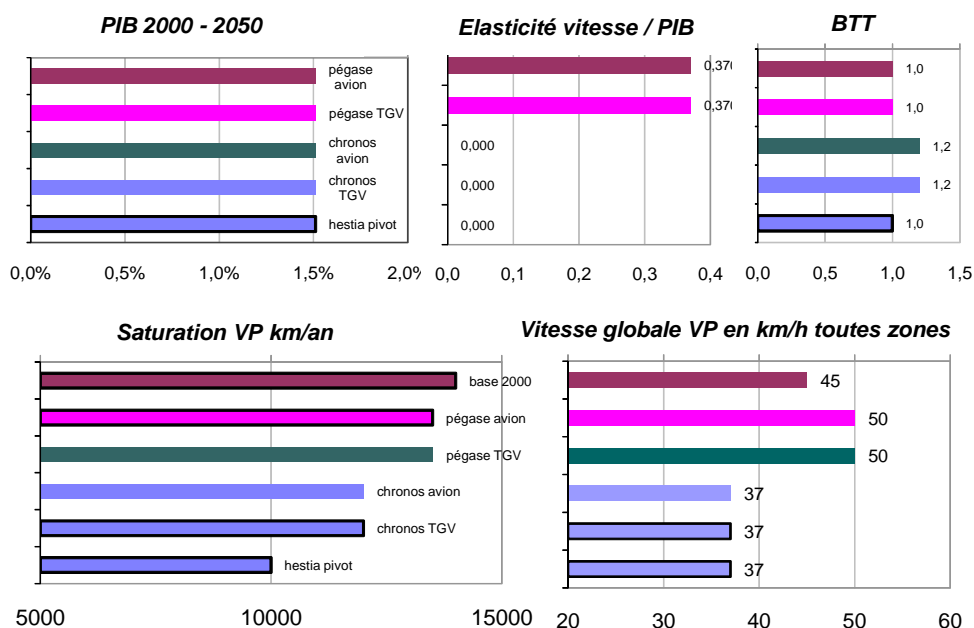 PIB 2000 - 2050
pégase
avion
pégase TGV
chronos
avion
chronos
TGV
hestia pivot
0,0% 0,5% 1,0% 1,5% 2,0%
Elasticité vitesse / PIB
0,370
0,370
0,000
0,000
0,000
0,0 0,1 0,2 0,3 0,4
BTT
1,0
1,0
1,2
1,2
1,0
0,0 0,5 1,0 1,5
Saturation VP km/an
base 2000
pégase avion
pégase TGV
chronos avion
chronos TGV
hestia pivot
5000 10000 15000
Vitesse globale VP en km/h toutes zones
45
50
50
37
37
37
20 30 40 50 60